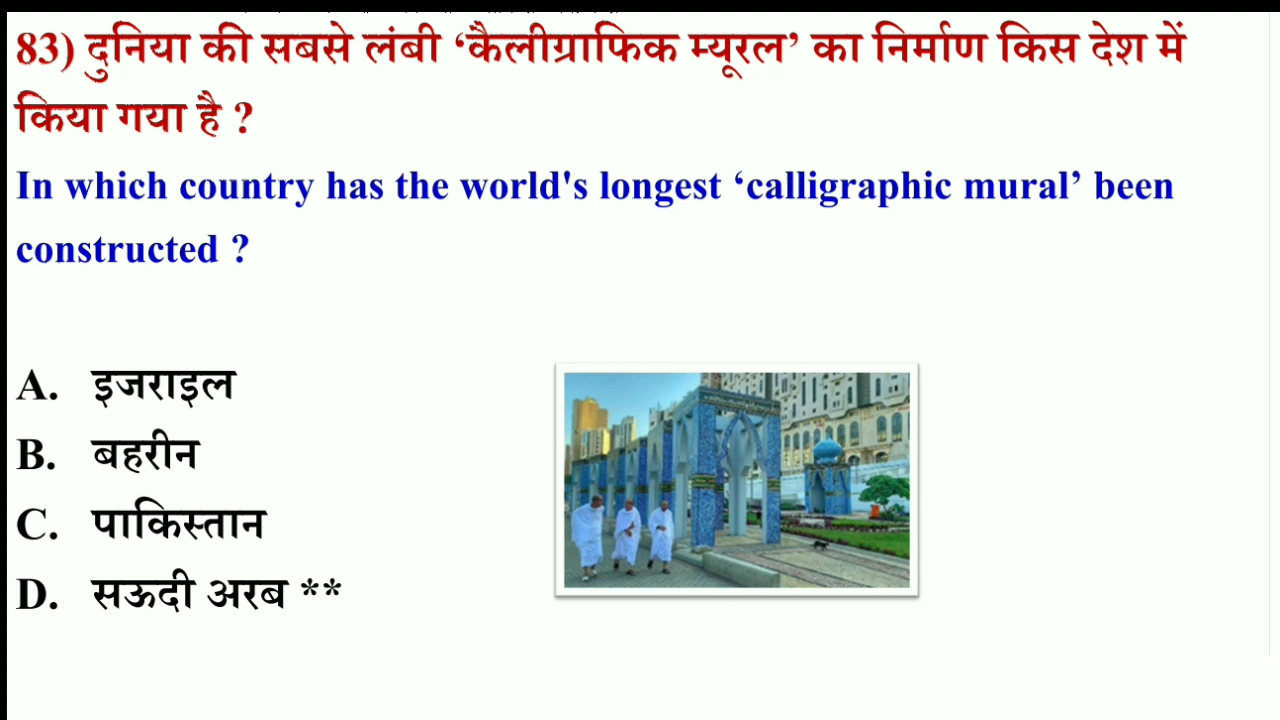 83) दुनिया की सबसे लंबी ‘कैलीग्राफिक म्यूरल’ का निर्माण किस देश में
किया गया है ?
In which country has the world's longest ‘calligraphic mural’ been
constructed ?
A. इजराइल
B. बहरीन
C. पाकिस्तान
D. सऊदी अरब **